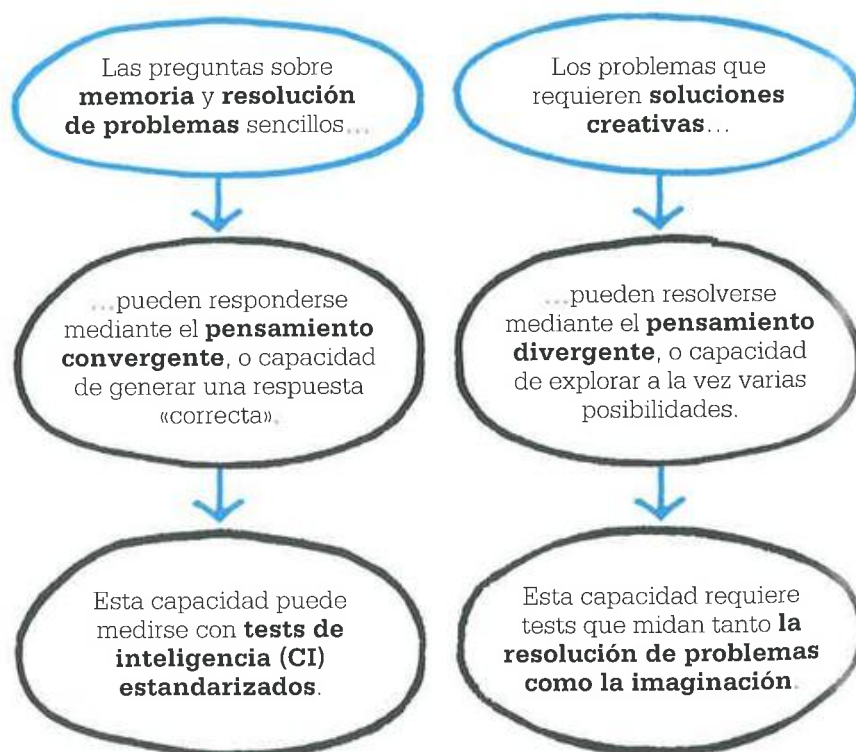 Las preguntas sobre
memoria y resolución
de problemas sencillos...
...pueden responderse
mediante el pensamiento
convergente, o capacidad
de generar una respuesta
«correcta».
Esta capacidad puede
medirse con tests de
inteligencia (CI)
estandarizados.
Los problemas que
requieren soluciones
creativas...
...pueden resolverse
mediante el pensamiento
divergente, o capacidad
de explorar a la vez varias
posibilidades.
Esta capacidad requiere
tests que midan tanto la
resolución de problemas
como la imaginación.